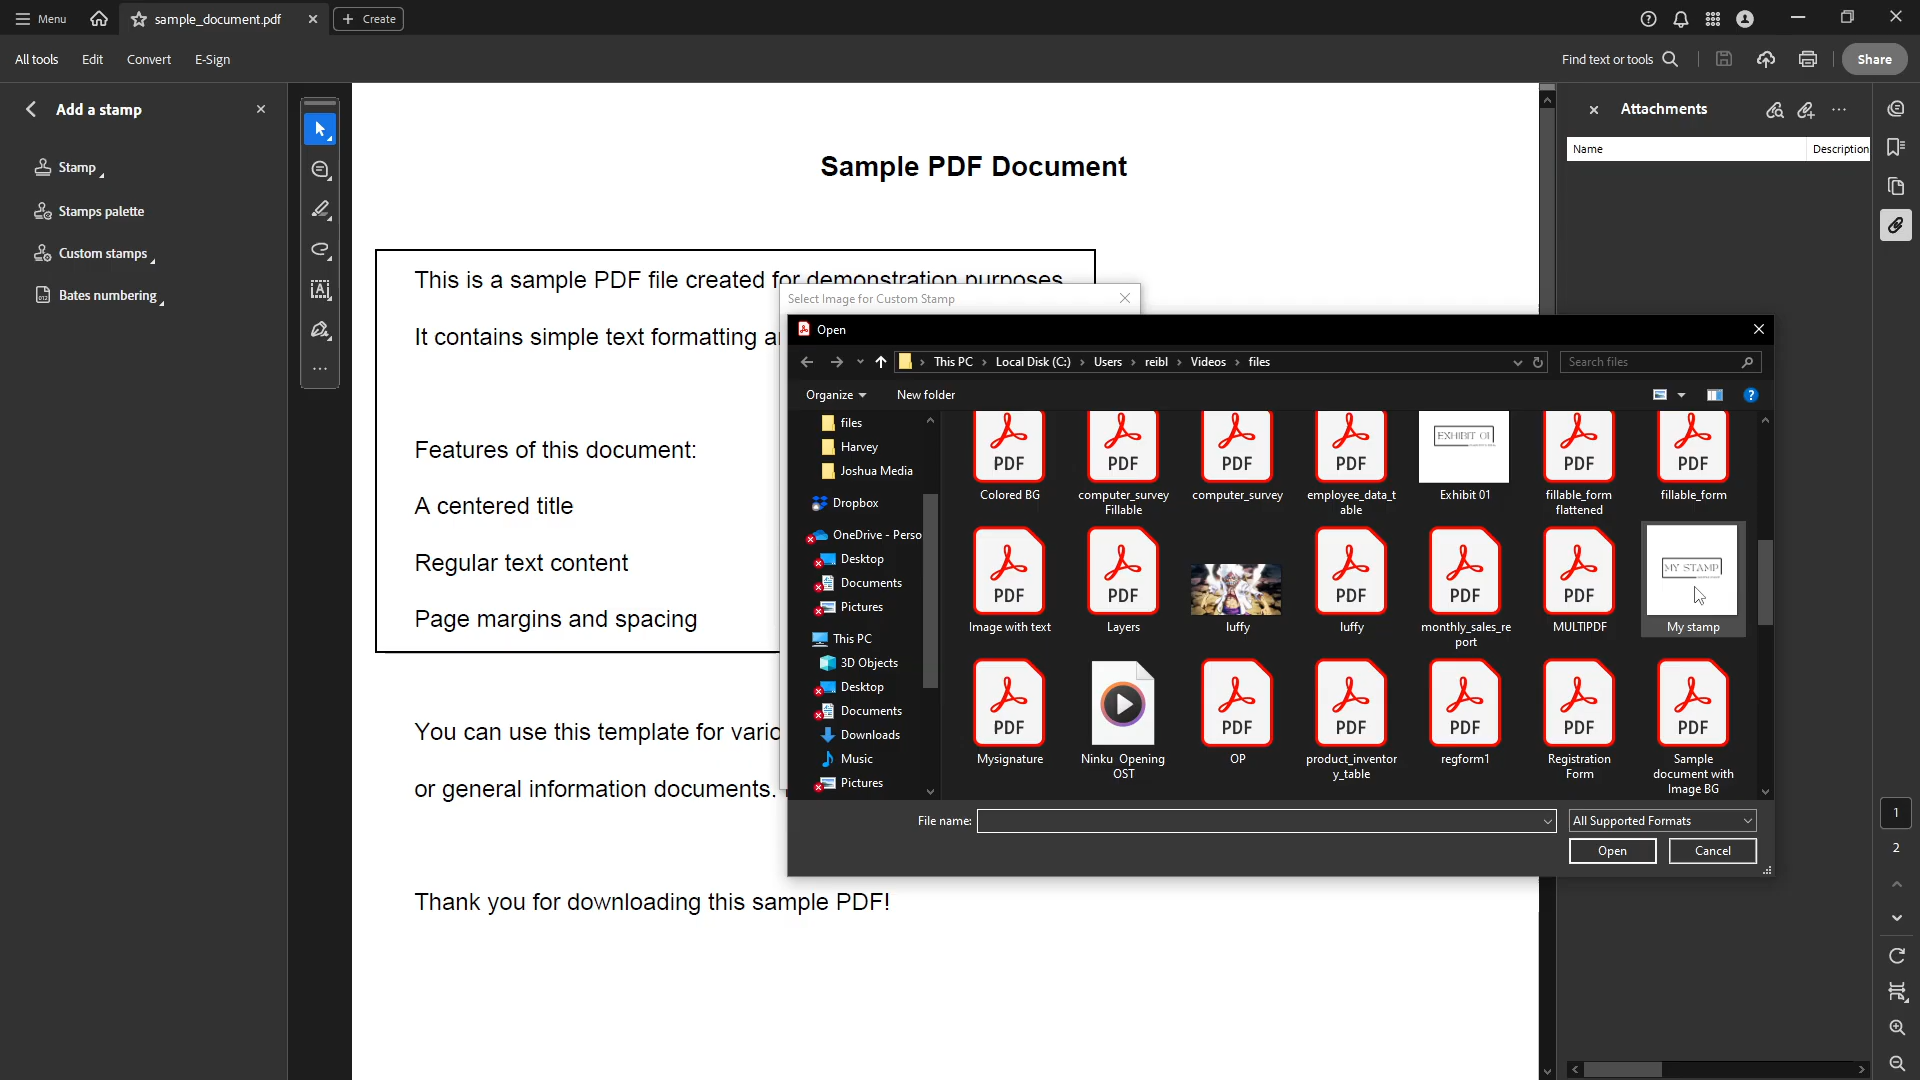 Menu
sample_document.pdf
Create
All tools
Edit
Convert
E-Sign
Find text or tools
Share
Add a stamp
Stamp
Stamps palette
Custom stamps
Bates numbering
Sample PDF Document
This is a sample PDF file created for demonstration purposes
It contains simple text formatting a
Features of this document:
A centered title
Regular text content
Page margins and spacing
You can use this template for vario
or general information documents.
Thank you for downloading this sample PDF!
Select Image for Custom Stamp
Open
This PC
Local Disk (C:)
Users
reibl
Videos
files
Search files
Organize
New folder
files
Harvey
Joshua Media
Dropbox
OneDrive - Perso
Desktop
Documents
Pictures
This PC
3D Objects
Desktop
Documents
Downloads
Music
Pictures
PDF
PDF
PDF
PDF
EXHIBIT 01
PDF
PDF
Colored BG
computer_survey
Fillable
computer_survey
employee_data_t
able
Exhibit 01
fillable_form
flattened
fillable_form
PDF
PDF
PDF
PDF
PDF
MY STAMP
Image with text
Layers
luffy
luffy
monthly_sales_re
port
MULTIPDF
My stamp
PDF
PDF
PDF
PDF
PDF
PDF
Mysignature
Ninku Opening
OST
OP
product_inventor
y_table
regform1
Registration
Form
Sample
document with
Image BG
File name:
All Supported Formats
Open
Cancel
Attachments
Name
Description
1
2